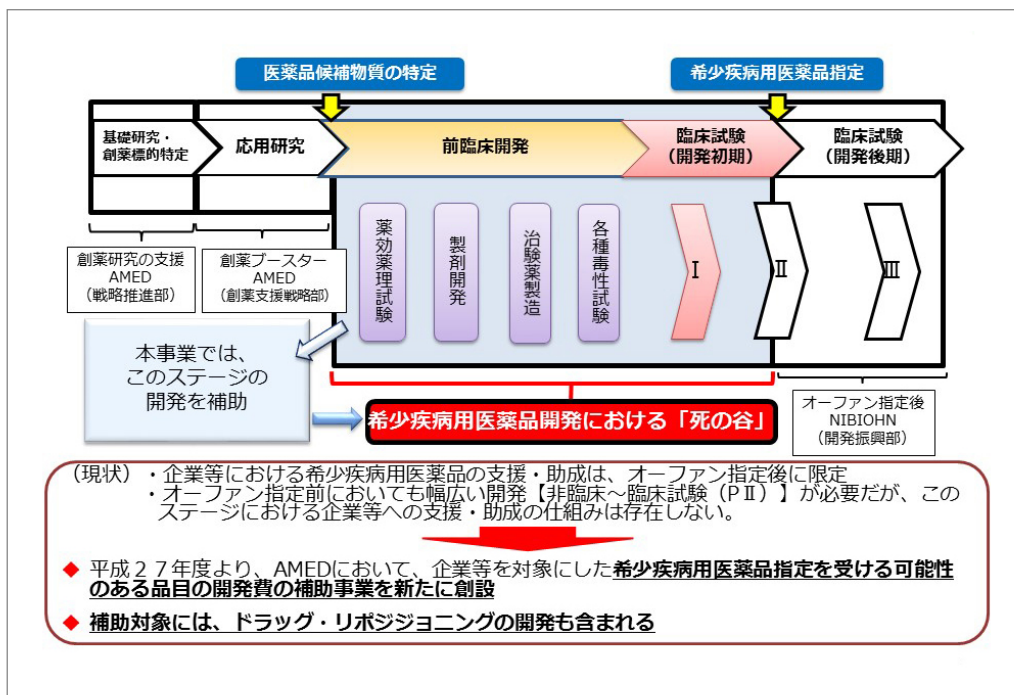 医薬品候補物質の特定
希少疾病用医薬品指定
基礎研究・
創薬標的特定
応用研究
前臨床開発
臨床試験
（開発初期）
臨床試験
（開発後期）
薬効薬理試験
製剤開発
治験薬製造
各種毒性試験
Ⅰ
Ⅱ
Ⅲ
創薬研究の支援
AMED
（戦略推進部）
創薬ブースター
AMED
（創薬支援戦略部）
本事業では、
このステージの
開発を補助
希少疾病用医薬品開発における「死の谷」
オーファン指定後
NIBIOHN
（開発振興部）
（現状）・企業等における希少疾病用医薬品の支援・助成は、オーファン指定後に限定
・オーファン指定前においても幅広い開発【非臨床～臨床試験（PⅡ）】が必要だが、この
ステージにおける企業等への支援・助成の仕組みは存在しない。
◆ 平成２７年度より、AMEDにおいて、企業等を対象にした希少疾病用医薬品指定を受ける可能性
のある品目の開発費の補助事業を新たに創設
◆ 補助対象には、ドラッグ・リポジジョニングの開発も含まれる